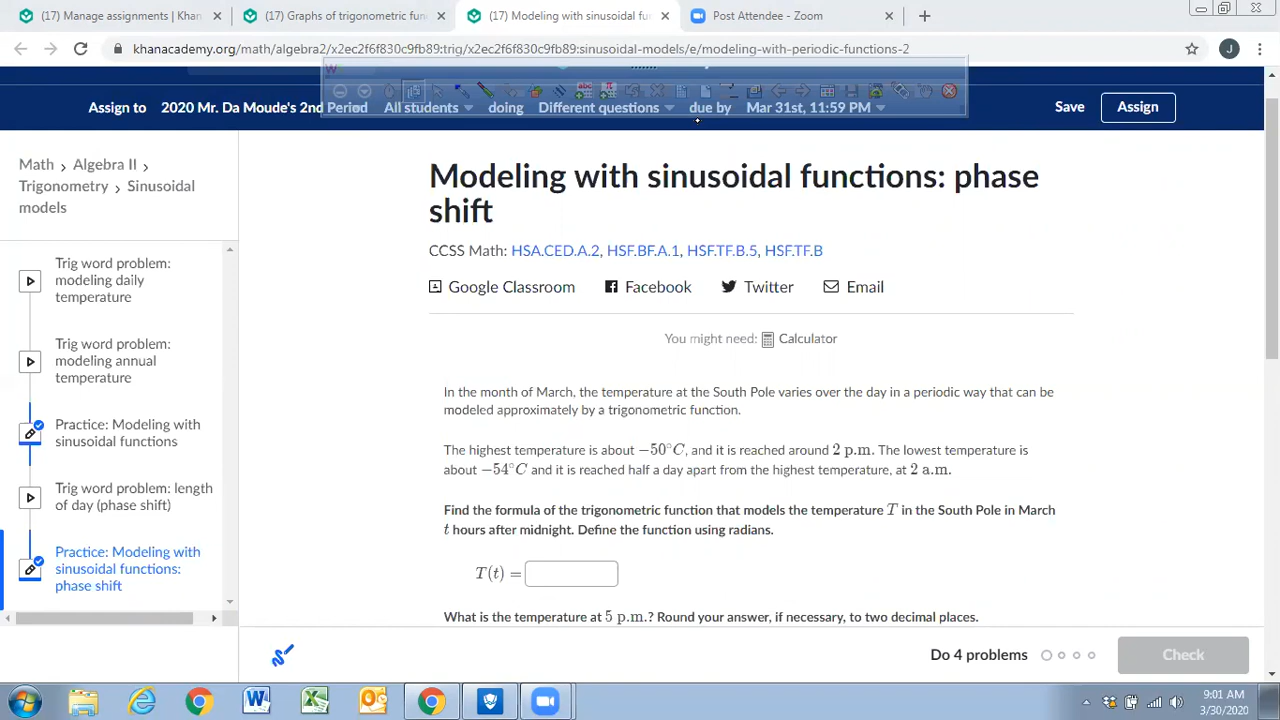 (17) Manage assignments | Khan
(17) Graphs of trigonometric fun
(17) Modeling with sinusoidal fun
Post Attendee - Zoom
khanacademy.org/math/algebra2/x2ec2f6f830c9fb89:trig/x2ec2f6f830c9fb89:sinusoidal-models/e/modeling-with-periodic-functions-2
J
Assign to 2020 Mr. Da Moude's 2nd Period All students doing Different questions due by Mar 31st, 11:59 PM Save Assign
Math > Algebra II >
Trigonometry > Sinusoidal
models
Trig word problem:
modeling daily
temperature
Trig word problem:
modeling annual
temperature
Practice: Modeling with
sinusoidal functions
Trig word problem: length
of day (phase shift)
Practice: Modeling with
sinusoidal functions:
phase shift
Modeling with sinusoidal functions: phase
shift
CCSS Math: HSA.CED.A.2, HSF.BF.A.1, HSF.TF.B.5, HSF.TF.B
Google Classroom Facebook Twitter Email
You might need: Calculator
In the month of March, the temperature at the South Pole varies over the day in a periodic way that can be
modeled approximately by a trigonometric function.
The highest temperature is about −50°C, and it is reached around 2 p.m. The lowest temperature is
about −54°C and it is reached half a day apart from the highest temperature, at 2 a.m.
Find the formula of the trigonometric function that models the temperature T in the South Pole in March
t hours after midnight. Define the function using radians.
T(t) =
What is the temperature at 5 p.m.? Round your answer, if necessary, to two decimal places.
Do 4 problems
Check
9:01 AM
3/30/2020